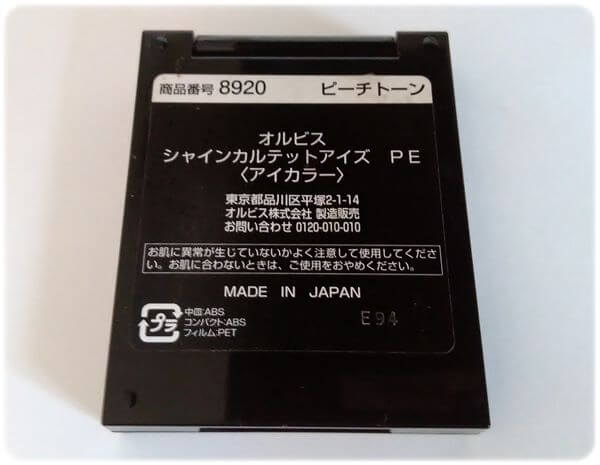 商品番号 8920 ピーチトーン
オルビス
シャインカルテットアイズ PE
〈アイカラー〉
東京都品川区平塚2-1-14
オルビス株式会社 製造販売
お問い合わせ 0120-010-010
お肌に異常が生じていないかよく注意して使用してくださ
い。お肌に合わないときは、ご使用をおやめください。
MADE IN JAPAN
プラ
中皿:ABS
コンパクト:ABS
フィルム:PET
E94